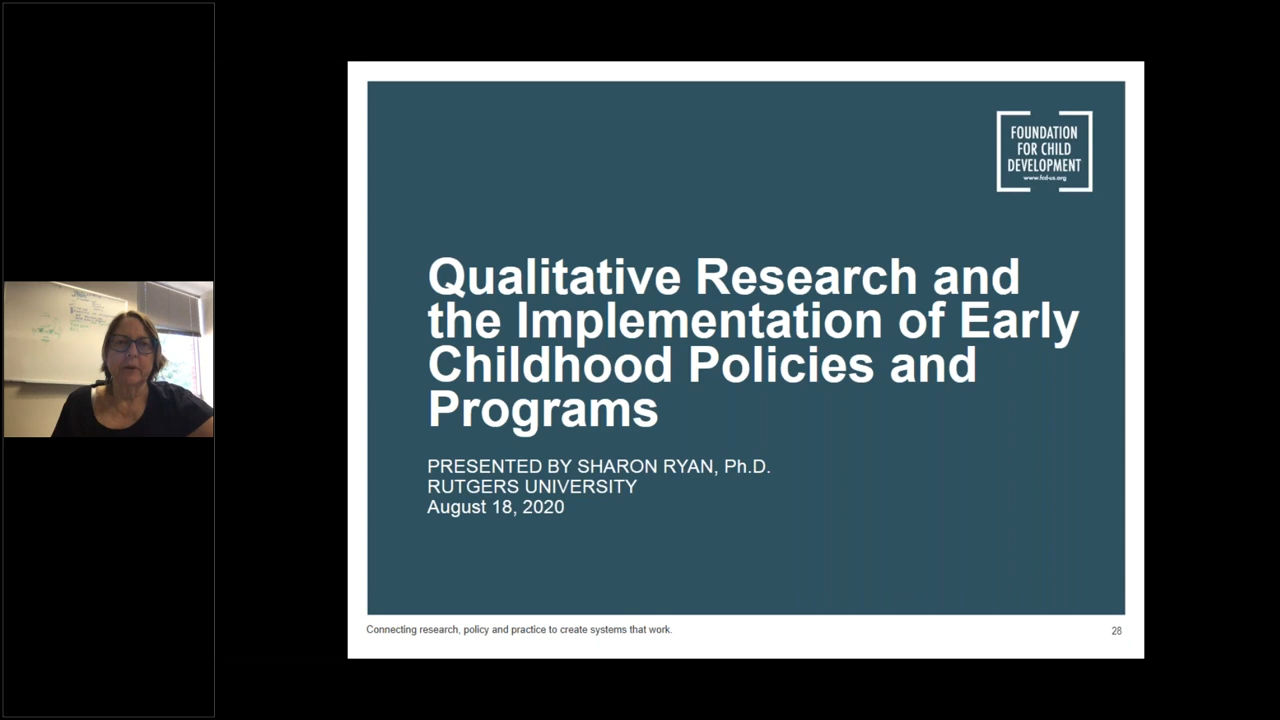 FOUNDATION
FOR CHILD
DEVELOPMENT
www.fcd-us.org
Qualitative Research and
the Implementation of Early
Childhood Policies and
Programs
PRESENTED BY SHARON RYAN, Ph.D.
RUTGERS UNIVERSITY
August 18, 2020
Connecting research, policy and practice to create systems that work.
28